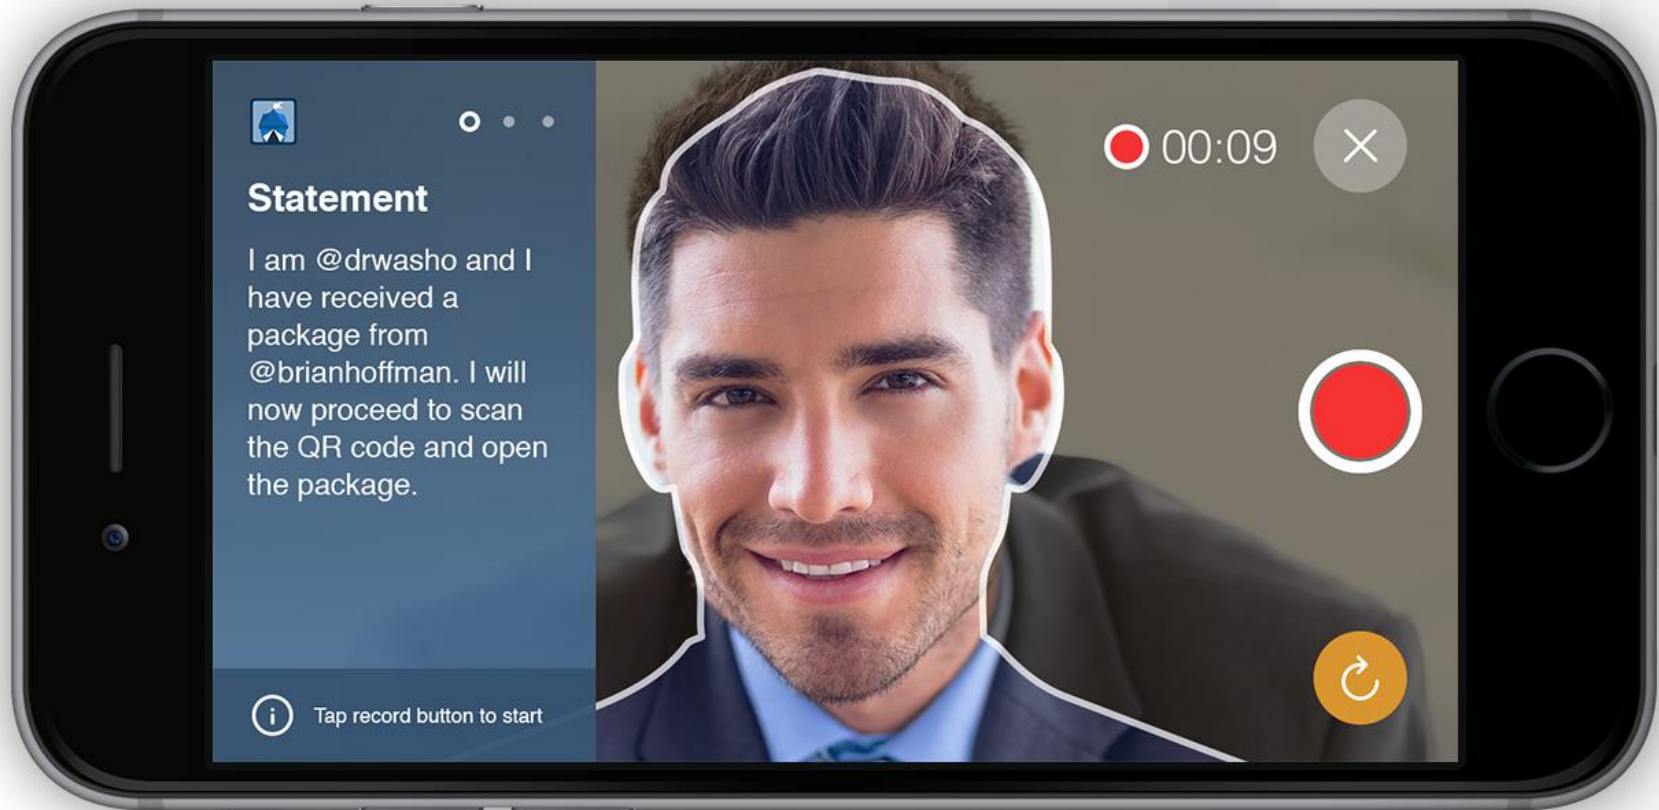 Statement
I am @drwasho and I
have received a
package from
@brianhoffman. I will
now proceed to scan
the QR code and open
the package.
Tap record button to start
00:09